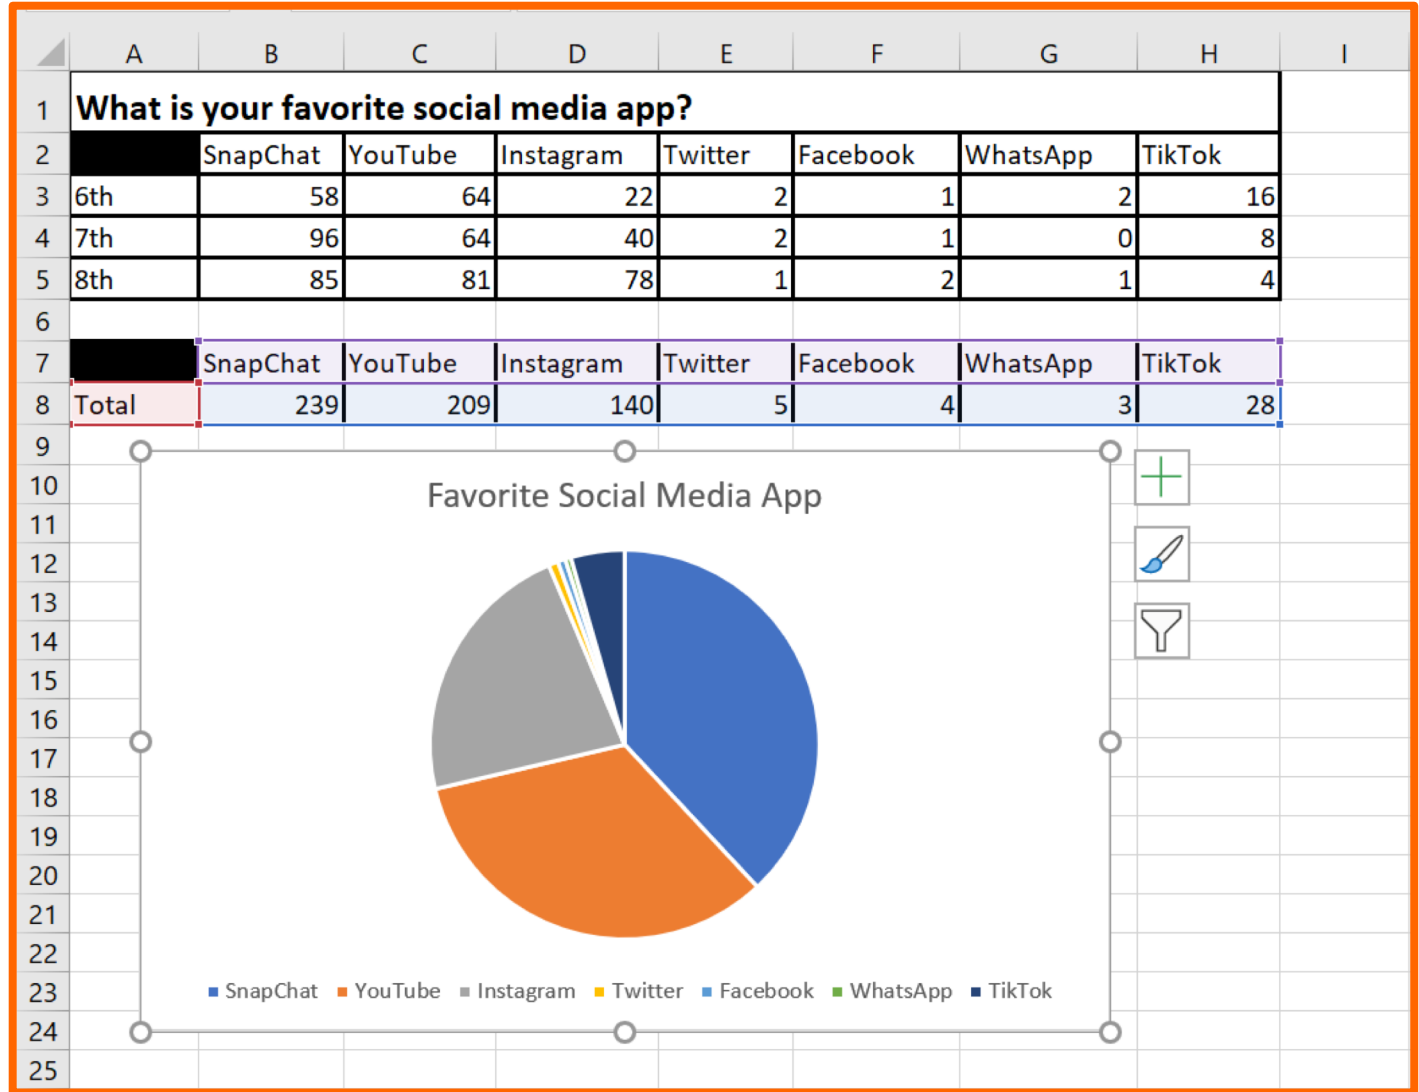 A B C D E F G H I
1 What is your favorite social media app?
2 SnapChat YouTube Instagram Twitter Facebook WhatsApp TikTok
3 6th 58 64 22 2 1 2 16
4 7th 96 64 40 2 1 0 8
5 8th 85 81 78 1 2 1 4
6
7 SnapChat YouTube Instagram Twitter Facebook WhatsApp TikTok
8 Total 239 209 140 5 4 3 28
9
10
Favorite Social Media App
11
12
13
14
15
16
17
18
19
20
21
22
23
SnapChat YouTube Instagram Twitter Facebook WhatsApp TikTok
24
25